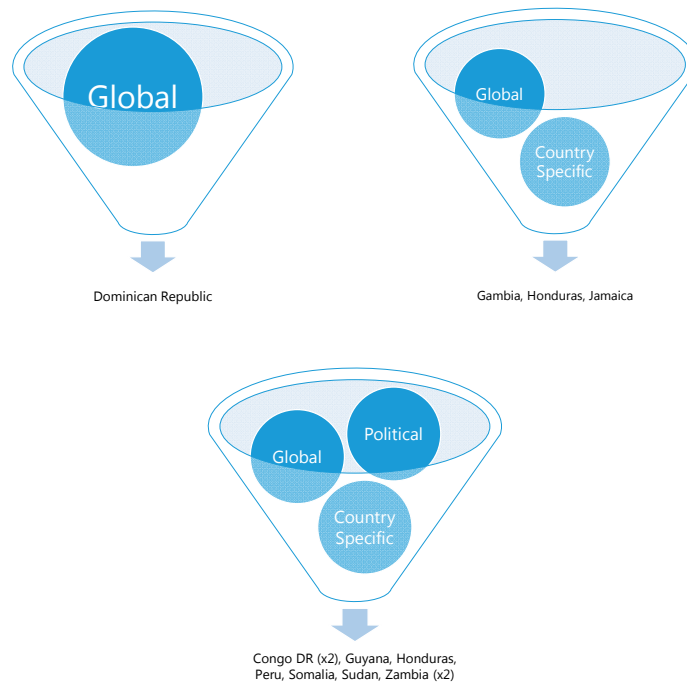 Global
Dominican Republic
Global
Country
Specific
Gambia, Honduras, Jamaica
Global
Political
Country
Specific
Congo DR (x2), Guyana, Honduras,
Peru, Somalia, Sudan, Zambia (x2)